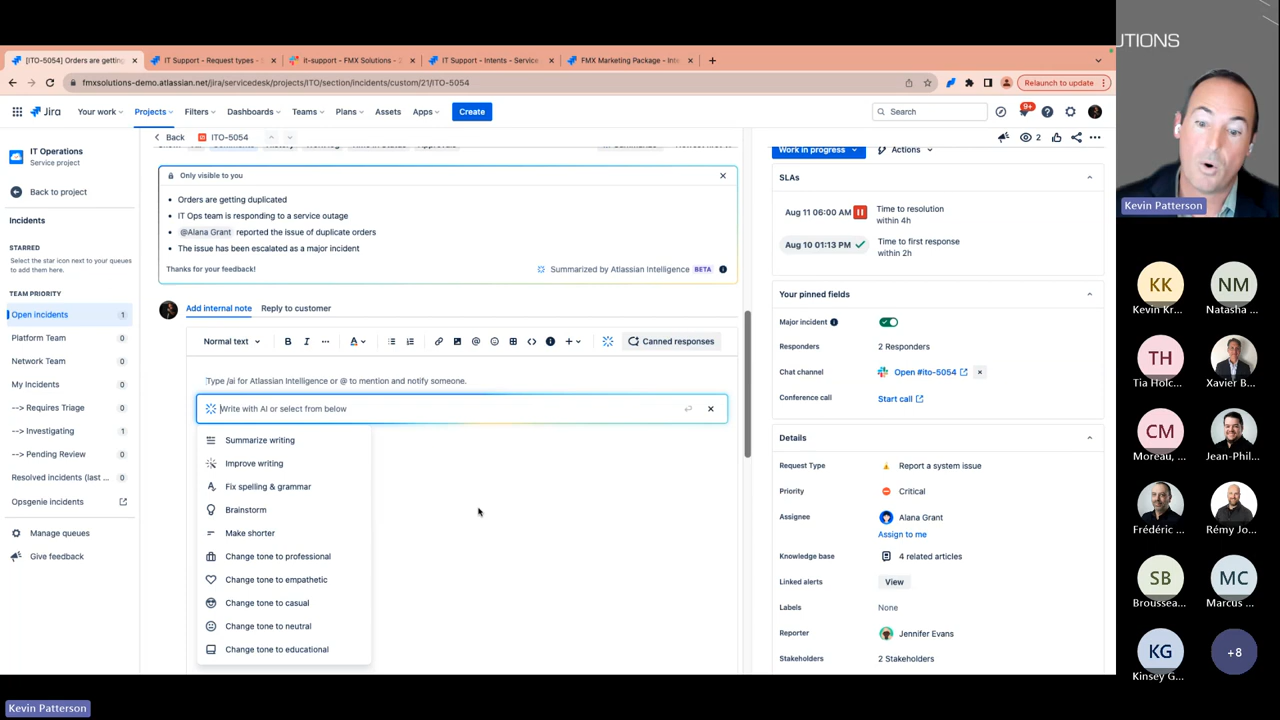 UTIONS
[ITO-5054] Orders are getting
IT Support - Request types - C
it-support - FMX Solutions - 2
IT Support - Intents - Service
FMX Marketing Package - Int
fmxsolutions-demo.atlassian.net/jira/servicedesk/projects/ITO/section/incidents/custom/21/ITO-5054
Relaunch to update
Jira
Your work
Projects
Filters
Dashboards
Teams
Plans
Assets
Apps
Create
Search
9+
IT Operations
Service project
Back to project
Incidents
STARRED
Select the star icon next to your queues
to add them here.
TEAM PRIORITY
Open incidents 1
Platform Team 0
Network Team 0
My Incidents 0
--> Requires Triage 0
--> Investigating 1
--> Pending Review 0
Resolved incidents (last ... 0
Opsgenie incidents
Manage queues
Give feedback
Back
ITO-5054
Only visible to you
Orders are getting duplicated
IT Ops team is responding to a service outage
@Alana Grant reported the issue of duplicate orders
The issue has been escalated as a major incident
Thanks for your feedback!
Summarized by Atlassian Intelligence BETA
Add internal note
Reply to customer
Normal text
B I ... A
Canned responses
Type /ai for Atlassian Intelligence or @ to mention and notify someone.
Write with AI or select from below
Summarize writing
Improve writing
Fix spelling & grammar
Brainstorm
Make shorter
Change tone to professional
Change tone to empathetic
Change tone to casual
Change tone to neutral
Change tone to educational
2
Work in progress
Actions
SLAs
Aug 11 06:00 AM
Time to resolution
within 4h
Aug 10 01:13 PM
Time to first response
within 2h
Your pinned fields
Major incident
Responders
2 Responders
Chat channel
Open #ito-5054
Conference call
Start call
Details
Request Type
Report a system issue
Priority
Critical
Assignee
Alana Grant
Assign to me
Knowledge base
4 related articles
Linked alerts
View
Labels
None
Reporter
Jennifer Evans
Stakeholders
2 Stakeholders
Kevin Patterson
KK
Kevin Kr...
NM
Natasha ...
TH
Tia Holc...
Xavier B...
CM
Moreau, ...
Jean-Phil...
Frédéric ...
Rémy Jo...
SB
Broussea...
MC
Marcus ...
KG
Kinsey G...
+8
Kevin Patterson